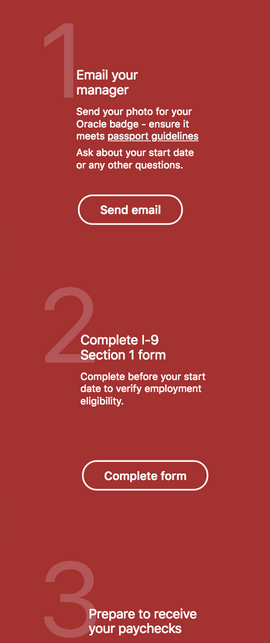 1
Email your
manager
Send your photo for your
Oracle badge - ensure it
meets passport guidelines
Ask about your start date
or any other questions.
Send email
2
Complete I-9
Section 1 form
Complete before your start
date to verify employment
eligibility.
Complete form
3
Prepare to receive
your paychecks